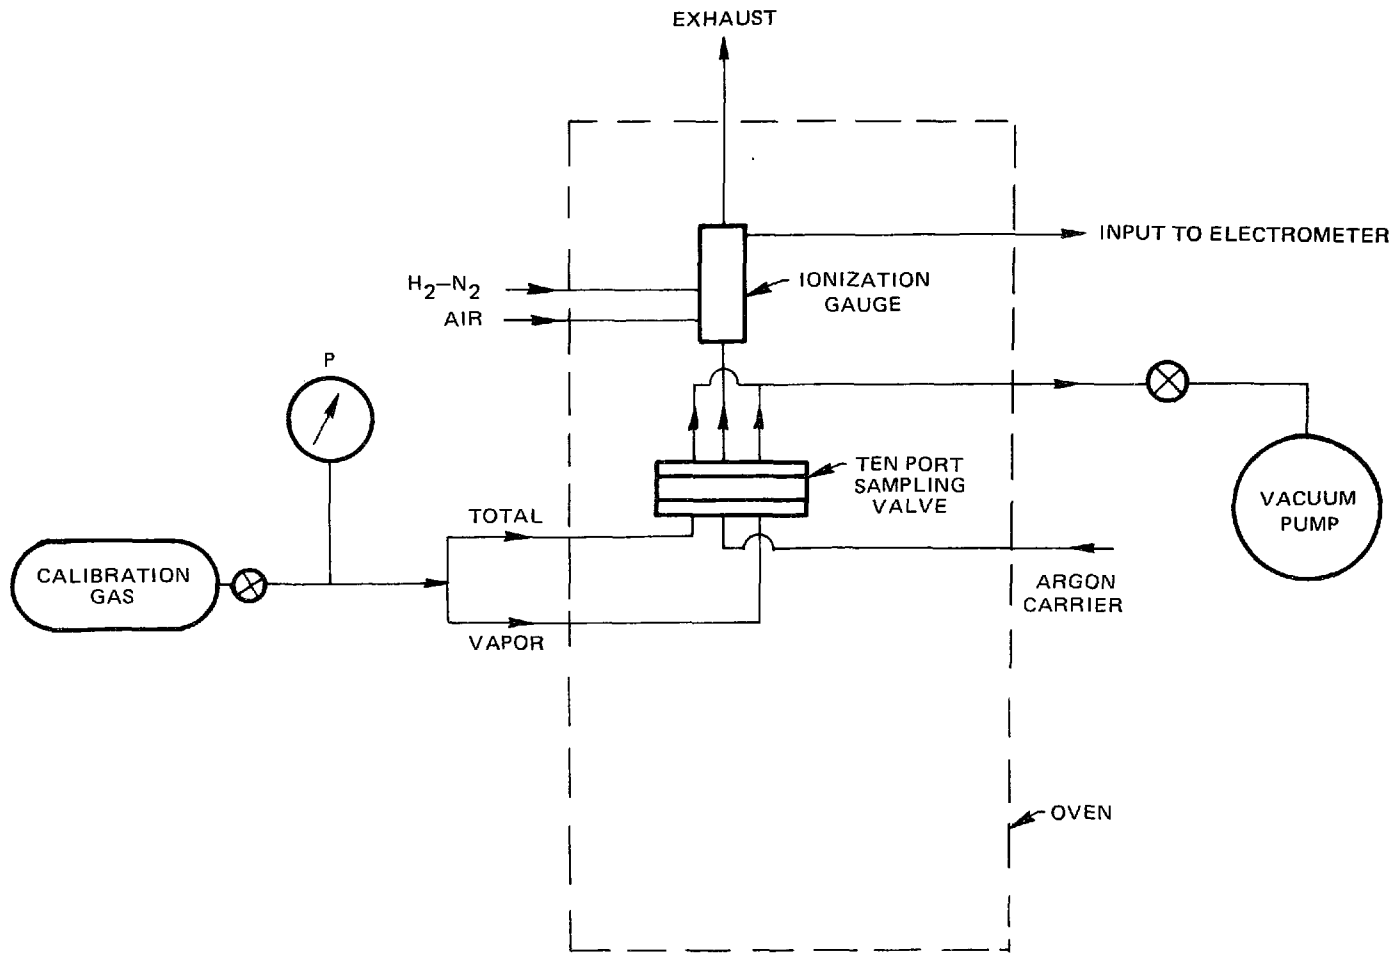 EXHAUST
INPUT TO ELECTROMETER
H₂–N₂
IONIZATION
GAUGE
AIR
P
TEN PORT
SAMPLING
VALVE
VACUUM
PUMP
TOTAL
CALIBRATION
GAS
ARGON
CARRIER
VAPOR
OVEN